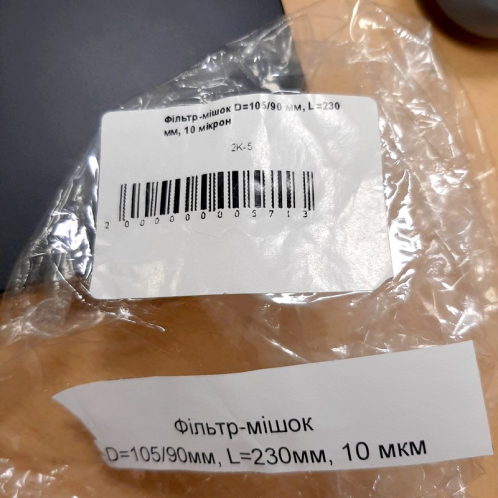 Фільтр-мішок D=105/90 мм, L=230
мм, 10 мікрон
2K-5
2000000005713
Фільтр-мішок
D=105/90мм, L=230мм, 10 мкм